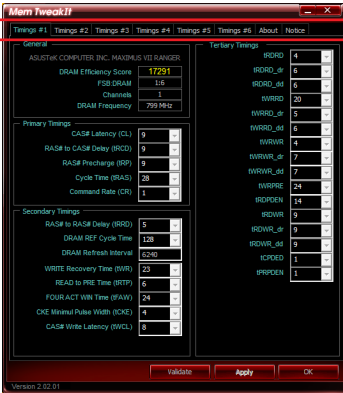 Mem TweakIt
Timings #1 Timings #2 Timings #3 Timings #4 Timings #5 Timings #6 About Notice
General
ASUSTeK COMPUTER INC. MAXIMUS VII RANGER
DRAM Efficiency Score 17291
FSB:DRAM 1:6
Channels 1
DRAM Frequency 799 MHz
Primary Timings
CAS# Latency (CL) 9
RAS# to CAS# Delay (tRCD) 9
RAS# Precharge (tRP) 9
Cycle Time (tRAS) 28
Command Rate (CR) 1
Secondary Timings
RAS# to RAS# Delay (tRRD) 5
DRAM REF Cycle Time 128
DRAM Refresh Interval 6240
WRITE Recovery Time (tWR) 23
READ to PRE Time (tRTP) 6
FOUR ACT WIN Time (tFAW) 24
CKE Minimul Pulse Width (tCKE) 4
CAS# Write Latency (tWCL) 8
Tertiary Timings
tRDRD 4
tRDRD_dr 6
tRDRD_dd 6
tWRRD 20
tWRRD_dr 5
tWRRD_dd 6
tWRWR 4
tWRWR_dr 7
tWRWR_dd 7
tWRPRE 24
tRDPDEN 14
tRDWR 9
tRDWR_dr 9
tRDWR_dd 9
tCPDED 1
tPRPDEN 1
Validate Apply OK
Version 2.02.01